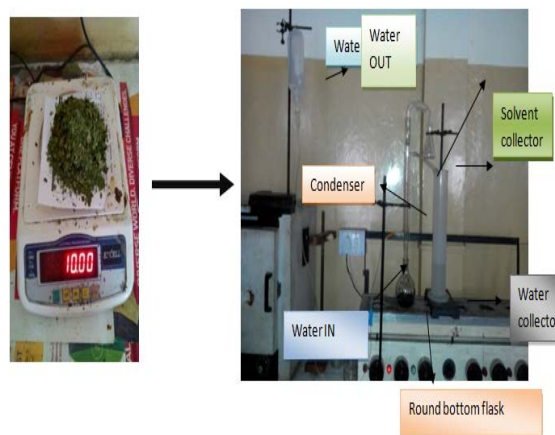 10.00
Wate
Water
OUT
Solvent
collector
Condenser
Water IN
Water
collecto
Round bottom flask